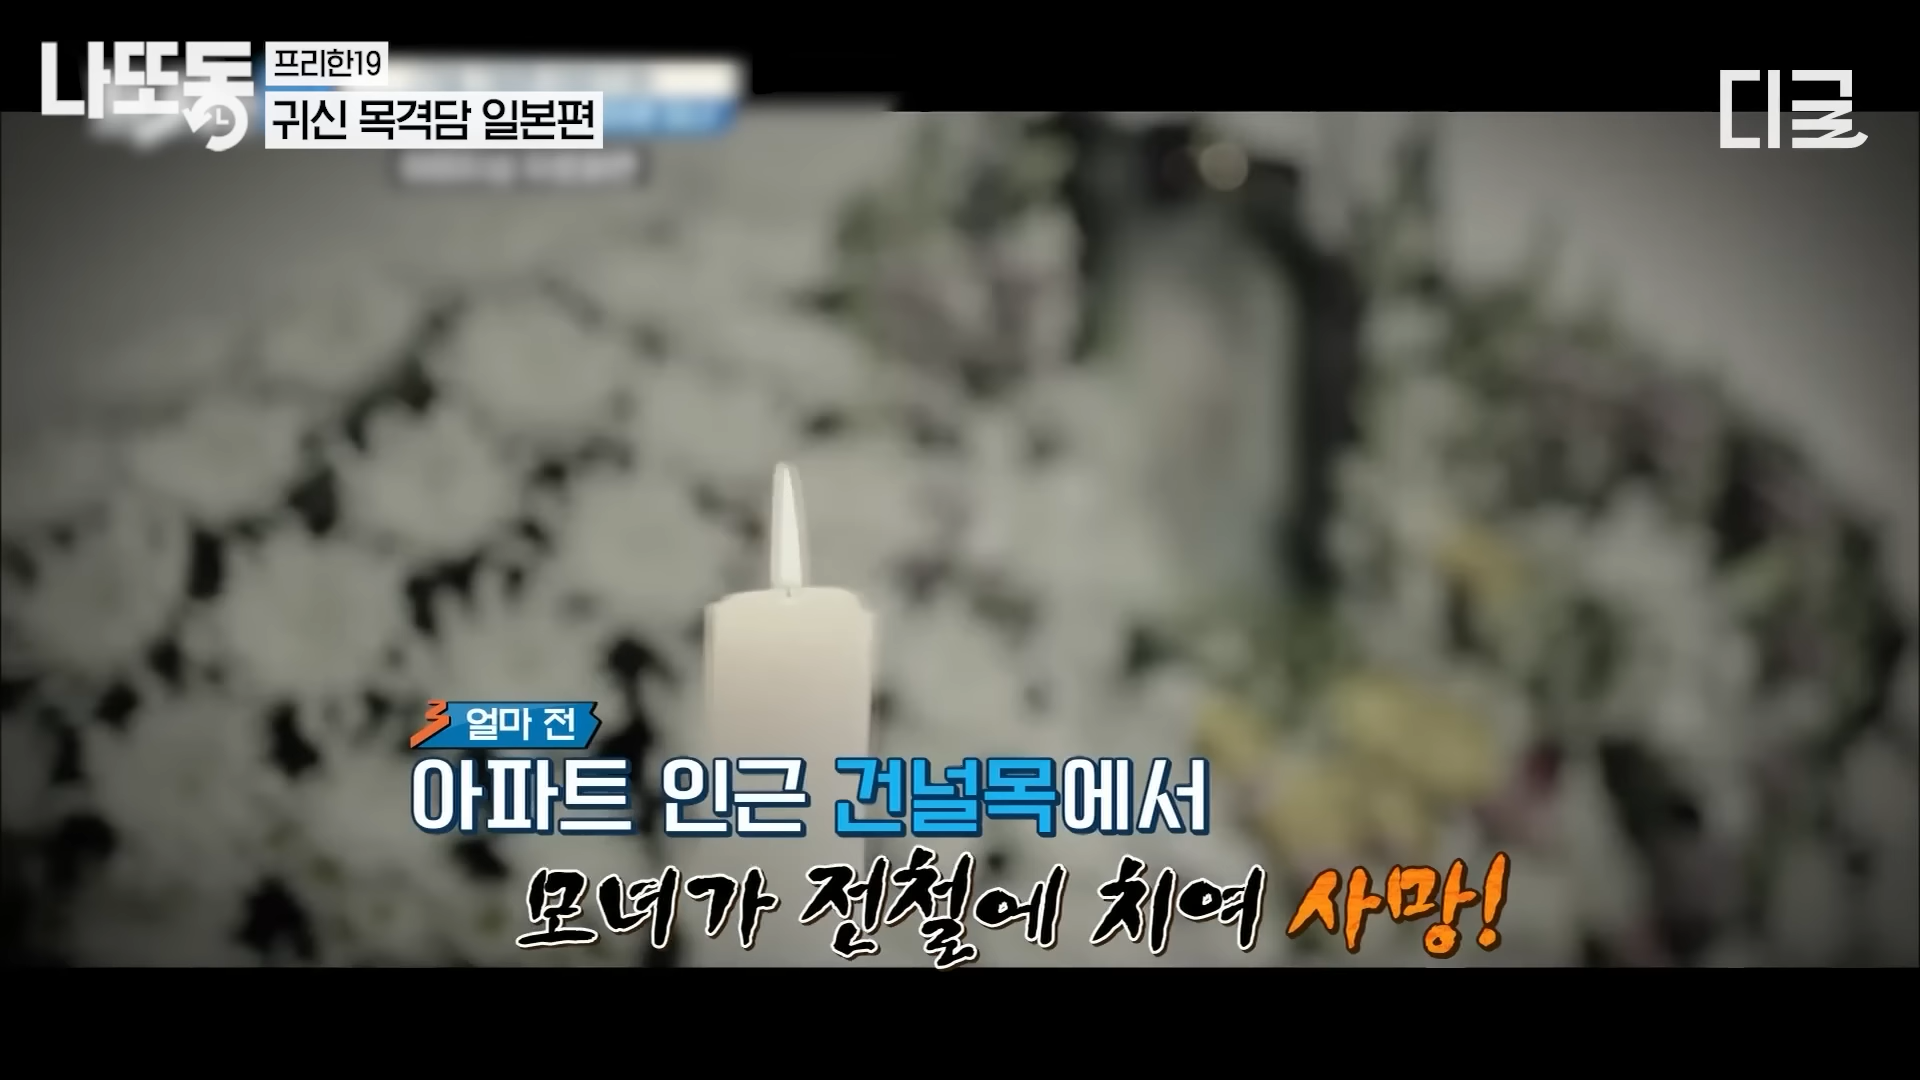 나또동
프리한19
귀신 목격담 일본편
디글
얼마 전
아파트 인근 건널목에서
모녀가 전철에 치여 사망!